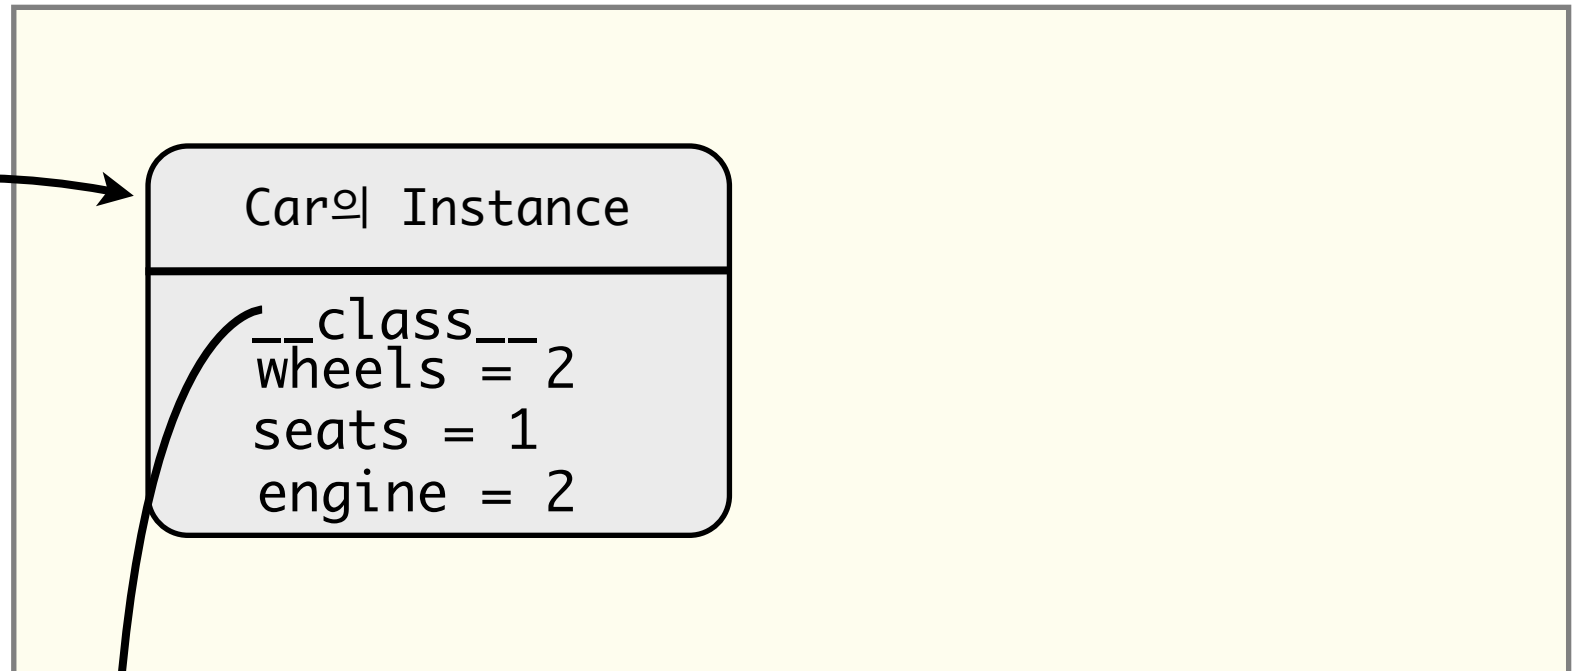 Car의 Instance
__class__
wheels = 2
seats = 1
engine = 2